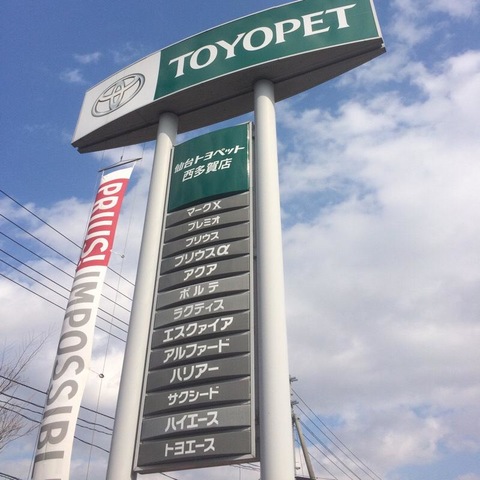 TOYOPET
仙台トヨペット
西多賀店
マークX
プレミオ
プリウス
プリウスα
アクア
ポルテ
ラクティス
エスクァイア
アルファード
ハリアー
サクシード
ハイエース
トヨエース
PRIUS!
IMPOSSIBL